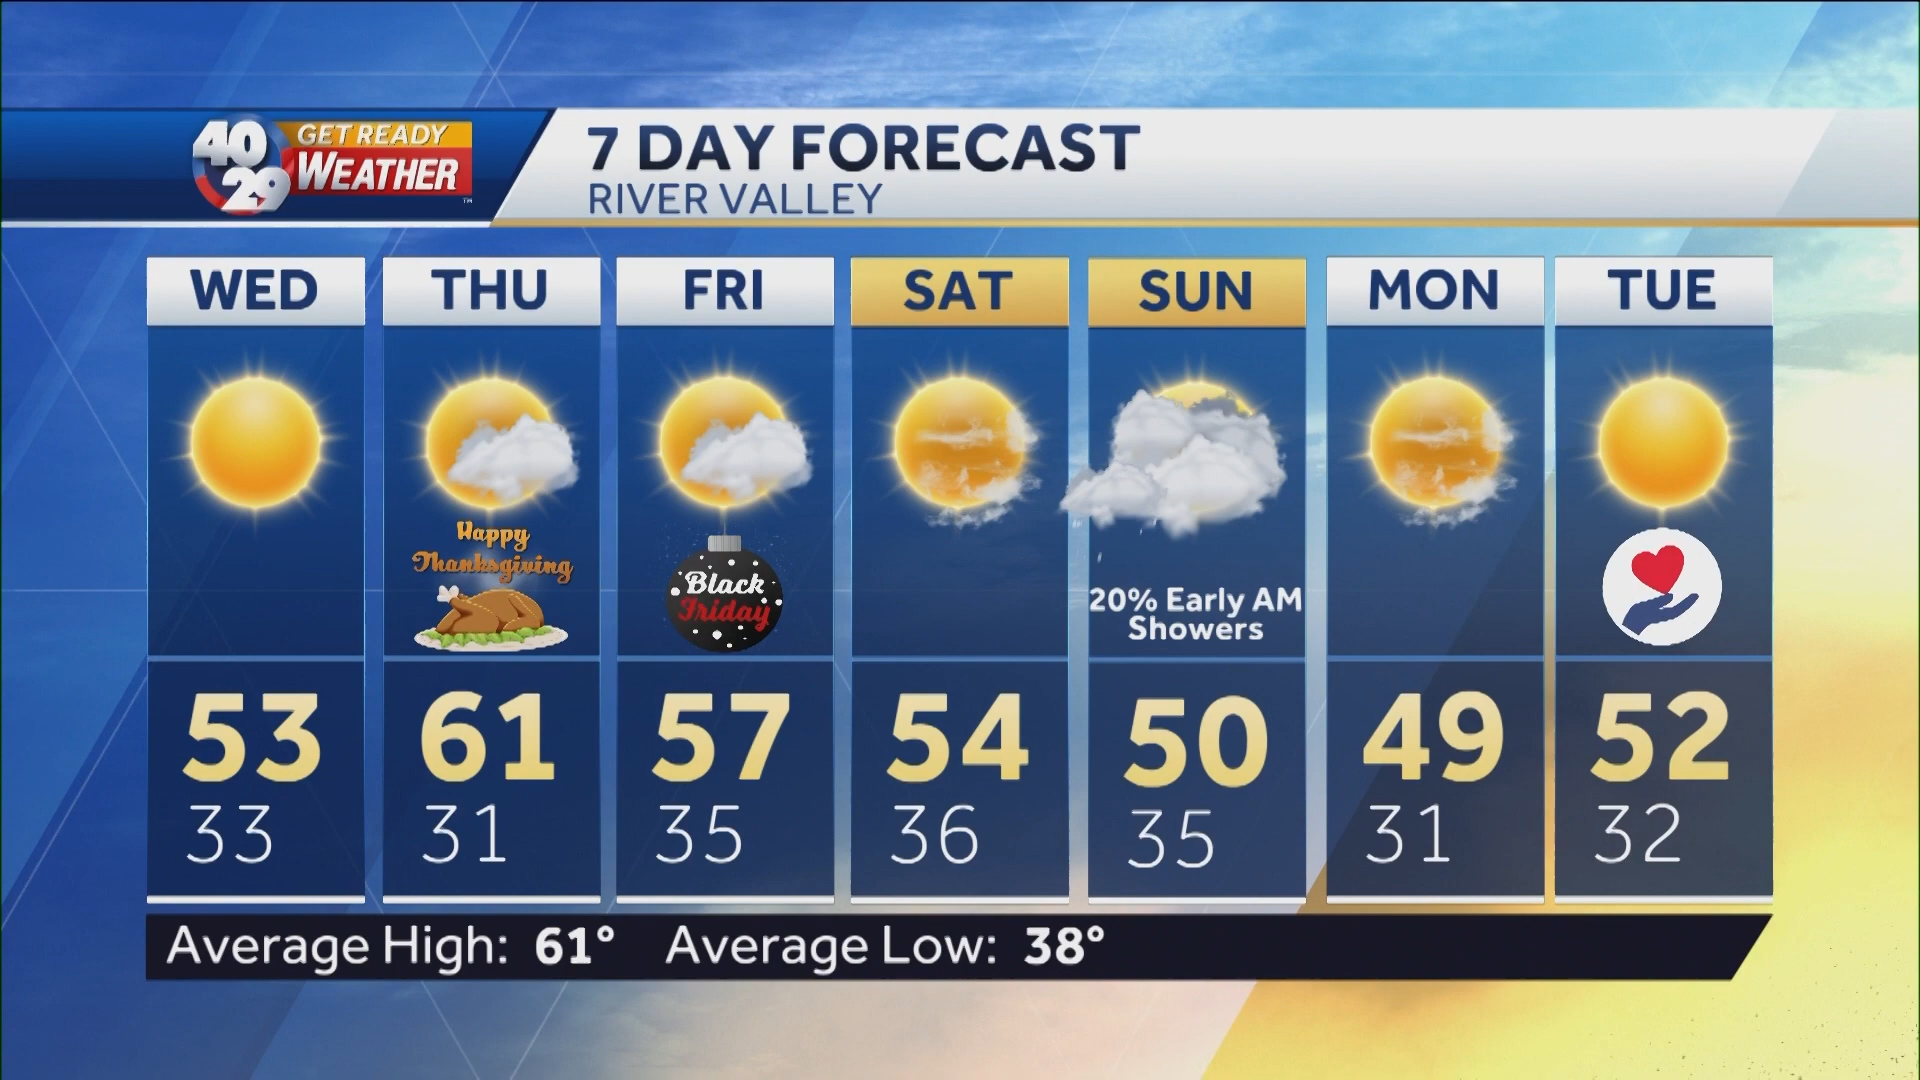 40
29
GET READY
WEATHER
™
7 DAY FORECAST
RIVER VALLEY
WED THU FRI SAT SUN MON TUE
Happy
Thanksgiving
Black
Friday
20% Early AM
Showers
53 61 57 54 50 49 52
33 31 35 36 35 31 32
Average High: 61° Average Low: 38°